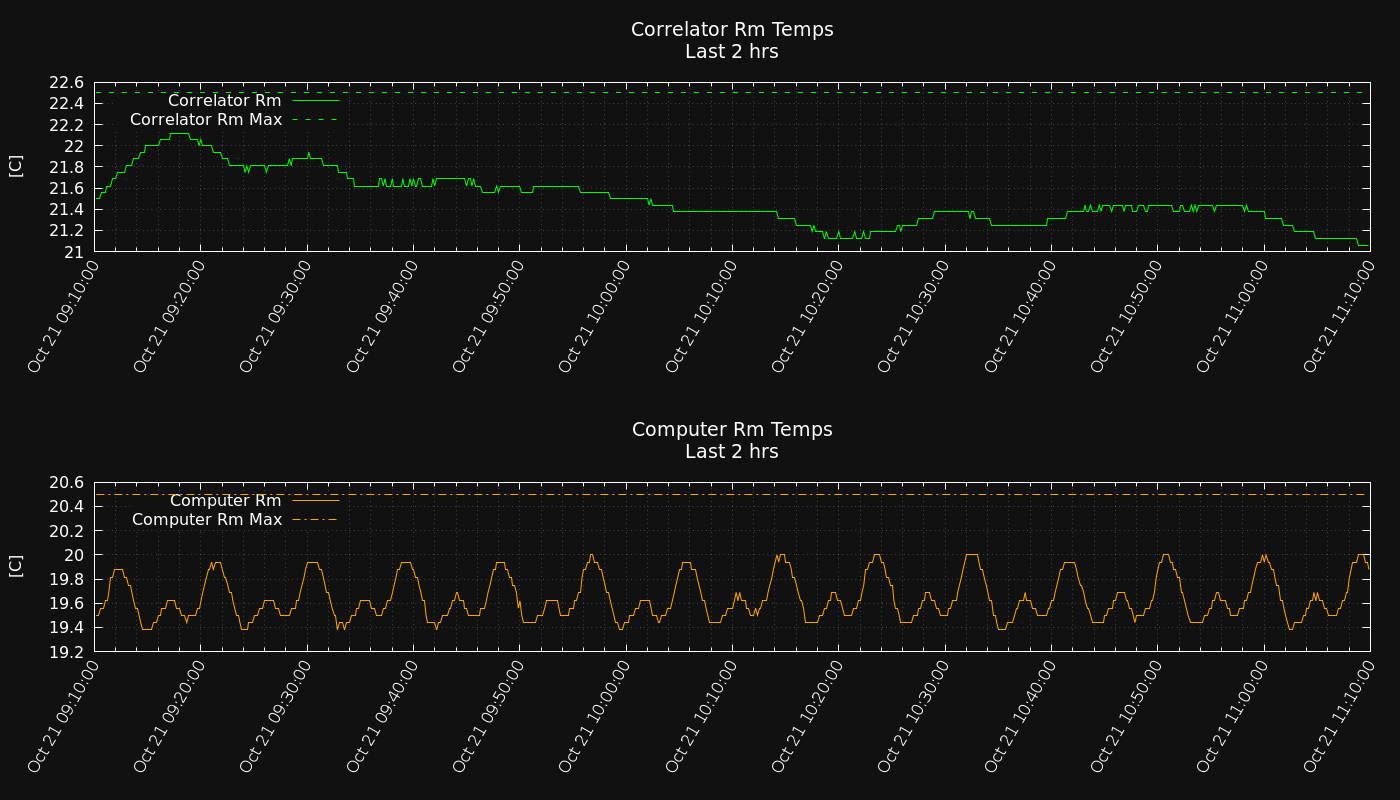 Correlator Rm Temps
Last 2 hrs
[C]
22.6
22.4
22.2
22
21.8
21.6
21.4
21.2
21
Correlator Rm
Correlator Rm Max
Oct 21 09:10:00
Oct 21 09:20:00
Oct 21 09:30:00
Oct 21 09:40:00
Oct 21 09:50:00
Oct 21 10:00:00
Oct 21 10:10:00
Oct 21 10:20:00
Oct 21 10:30:00
Oct 21 10:40:00
Oct 21 10:50:00
Oct 21 11:00:00
Oct 21 11:10:00
Computer Rm Temps
Last 2 hrs
[C]
20.6
20.4
20.2
20
19.8
19.6
19.4
19.2
Computer Rm
Computer Rm Max
Oct 21 09:10:00
Oct 21 09:20:00
Oct 21 09:30:00
Oct 21 09:40:00
Oct 21 09:50:00
Oct 21 10:00:00
Oct 21 10:10:00
Oct 21 10:20:00
Oct 21 10:30:00
Oct 21 10:40:00
Oct 21 10:50:00
Oct 21 11:00:00
Oct 21 11:10:00